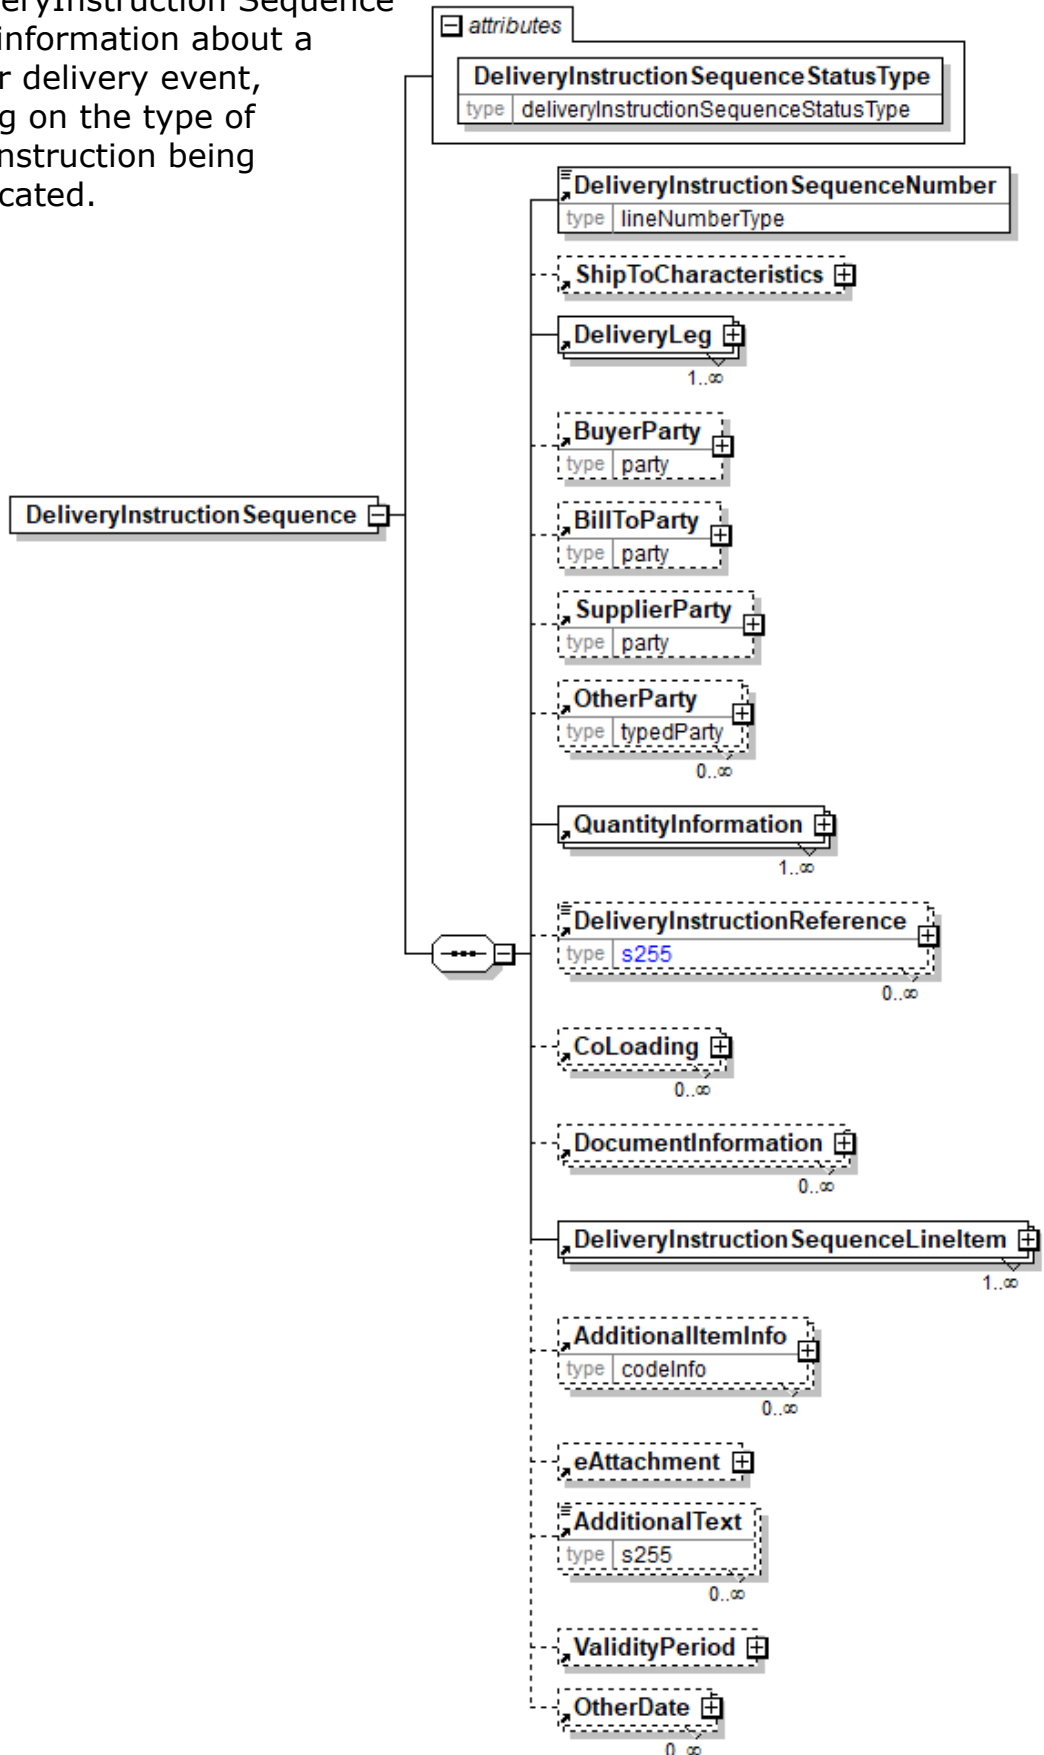 eryInstruction Sequence
information about a
r delivery event,
g on the type of
nstruction being
cated.
attributes
DeliveryInstructionSequenceStatusType
type deliveryInstructionSequenceStatusType
DeliveryInstructionSequenceNumber
type lineNumberType
ShipToCharacteristics
DeliveryLeg
1..∞
BuyerParty
type party
DeliveryInstructionSequence
BillToParty
type party
SupplierParty
type party
OtherParty
type typedParty
0..∞
QuantityInformation
1..∞
DeliveryInstructionReference
type s255
0..∞
CoLoading
0..∞
DocumentInformation
0..∞
DeliveryInstructionSequenceLineItem
1..∞
AdditionalItemInfo
type codeInfo
0..∞
eAttachment
AdditionalText
type s255
0..∞
ValidityPeriod
OtherDate
0..∞